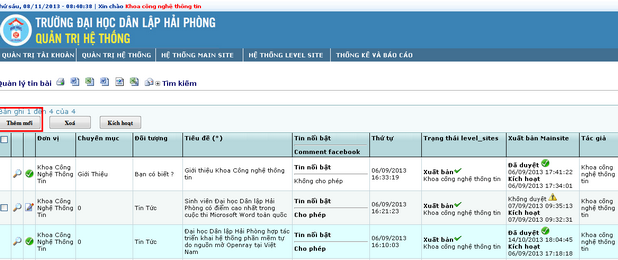 hứ sáu, 08/11/2013 - 08:48:38 | Xin chào Khoa công nghệ thông tin
TRƯỜNG ĐẠI HỌC DÂN LẬP HẢI PHÒNG
QUẢN TRỊ HỆ THỐNG
QUẢN TRỊ TÀI KHOẢN QUẢN TRỊ HỆ THỐNG HỆ THỐNG MAIN SITE HỆ THỐNG LEVEL SITE THỐNG KÊ VÀ BÁO CÁO
Quản lý tin bài Tìm kiếm
Bản ghi 1 đến 4 của 4
Thêm mới Xoá Kích hoạt
Đơn vị Chuyên mục Đối tượng Tiêu đề (*) Tin nổi bật Thứ tự Trạng thái level_sites Xuất bản Mainsite Tác giả
Comment facebook
Khoa Công Nghệ Thông Tin
Giới Thiệu
Bạn có biết ?
Giới thiệu Khoa Công nghệ thông tin
Tin nổi bật
Không cho phép
06/09/2013
16:33:19
Xuất bản
Khoa công nghệ thông tin
Đã duyệt
06/09/2013 17:41:22
Kích hoạt
06/09/2013 17:34:01
Khoa công nghệ thông tin
Khoa Công Nghệ Thông Tin
0
Tin Tức
Sinh viên Đại học Dân lập Hải Phòng có điểm cao nhất trong cuộc thi Microsoft Word toàn quốc
Tin nổi bật
Cho phép
06/09/2013
16:21:23
Xuất bản
Khoa công nghệ thông tin
Không duyệt
07/09/2013 09:35:13
Kích hoạt
07/09/2013 09:32:31
Khoa công nghệ thông tin
Khoa Công Nghệ Thông Tin
0
Tin Tức
Đại học Dân lập Hải Phòng hợp tác triển khai hệ thống phần mềm tự do nguồn mở Openray tại Việt Nam
Tin nổi bật
Cho phép
06/09/2013
16:10:03
Xuất bản
Khoa công nghệ thông tin
Đã duyệt
14/10/2013 18:04:45
Kích hoạt
06/09/2013 17:18:18
Khoa công nghệ thông tin